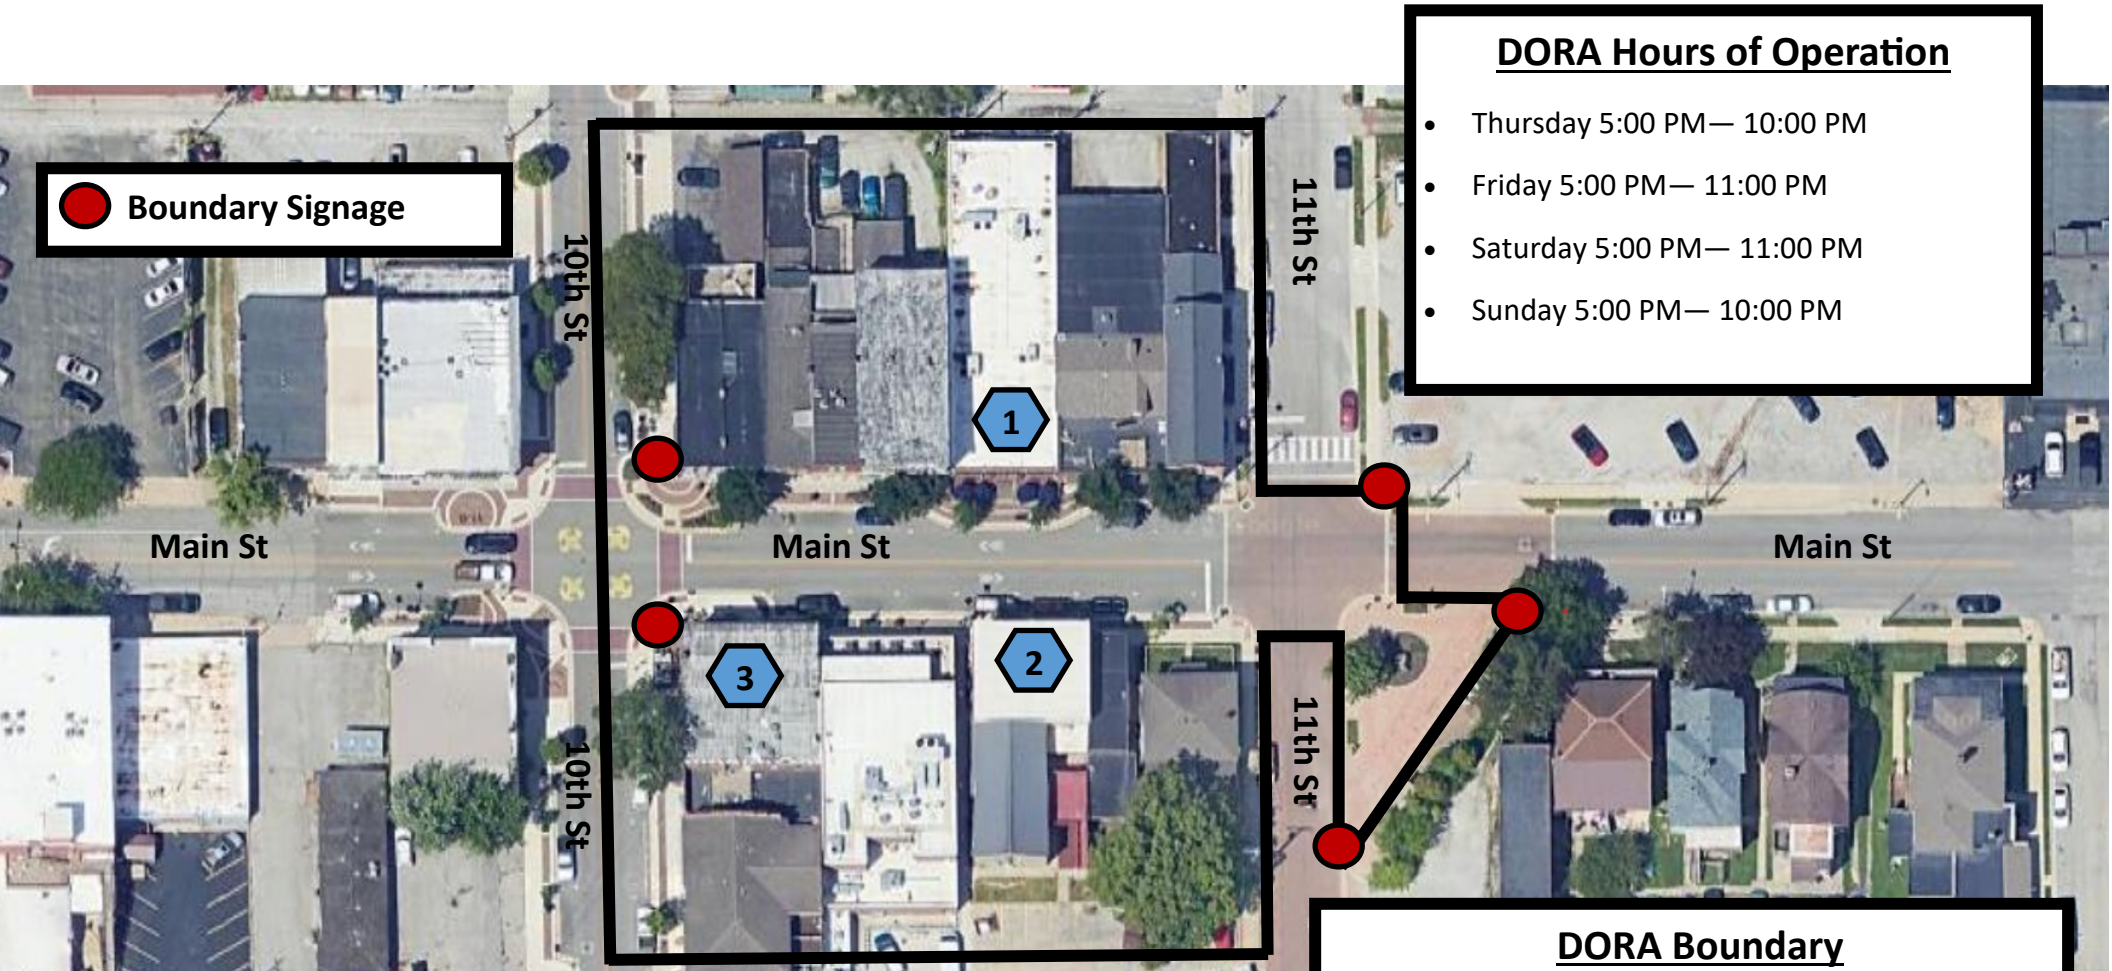 DORA Hours of Operation
• Thursday 5:00 PM— 10:00 PM
• Friday 5:00 PM— 11:00 PM
• Saturday 5:00 PM— 11:00 PM
• Sunday 5:00 PM— 10:00 PM
Boundary Signage
10th St
11th St
1
Main St
Main St
Main St
3
2
10th St
11th St
DORA Boundary